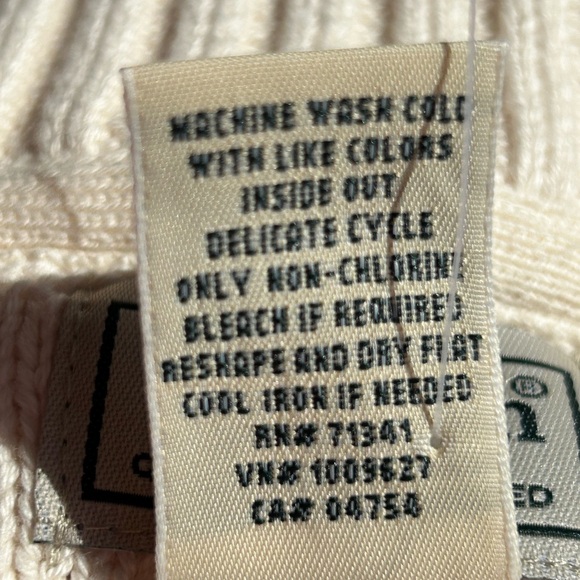 MACHINE WASH COLD
WITH LIKE COLORS
INSIDE OUT
DELICATE CYCLE
ONLY NON-CHLORINE
BLEACH IF REQUIRED
RESHAPE AND DRY FLAT
COOL IRON IF NEEDED
RN# 71341
VN# 1009627
CA# 04754